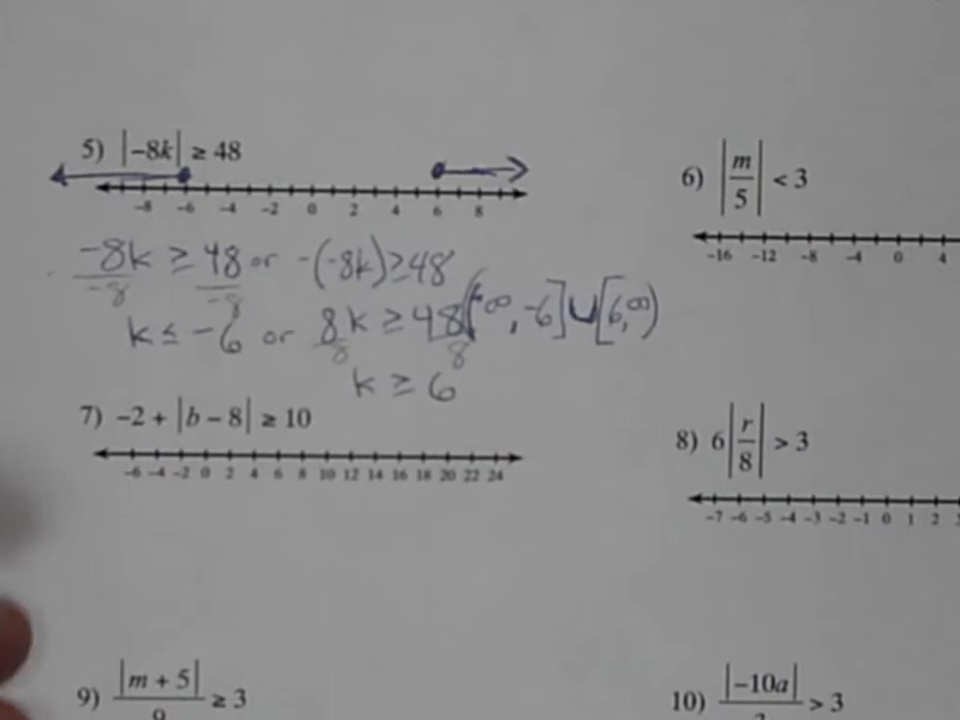 5) |−8k| ≥ 48
-8 -6 -4 -2 0 2 4 6 8
-8k ≥ 48 or -(-8k) ≥ 48
-8 -8
k ≤ -6 or 8k ≥ 48 (-∞, -6] ∪ [6, ∞)
8 8
k ≥ 6
6) |m/5| < 3
-16 -12 -8 -4 0 4
7) −2 + |b − 8| ≥ 10
-6 -4 -2 0 2 4 6 8 10 12 14 16 18 20 22 24
8) 6|r/8| > 3
-7 -6 -5 -4 -3 -2 -1 0 1 2
9) |m + 5|/9 ≥ 3
10) |−10a| > 3